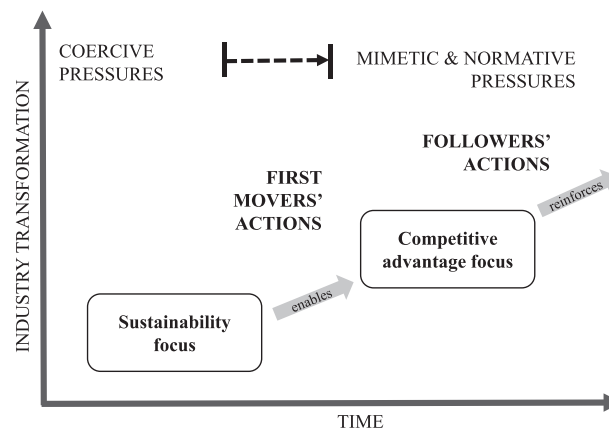 COERCIVE
PRESSURES
MIMETIC & NORMATIVE
PRESSURES
FOLLOWERS'
ACTIONS
FIRST
MOVERS'
ACTIONS
reinforces
Competitive
advantage focus
enables
Sustainability
focus
INDUSTRY TRANSFORMATION
TIME